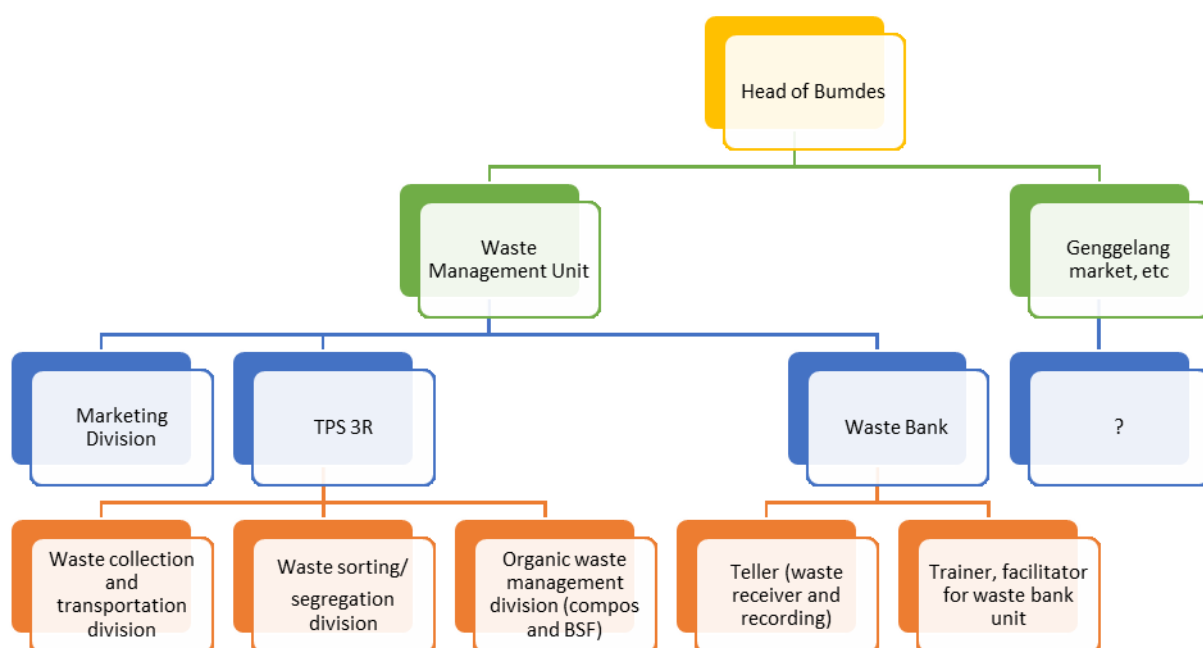 Head of Bumdes
Waste
Management Unit
Genggelang
market, etc
Marketing
Division
TPS 3R
Waste Bank
?
Waste collection
and
transportation
division
Waste sorting/
segregation
division
Organic waste
management
division (compos
and BSF)
Teller (waste
receiver and
recording)
Trainer, facilitator
for waste bank
unit